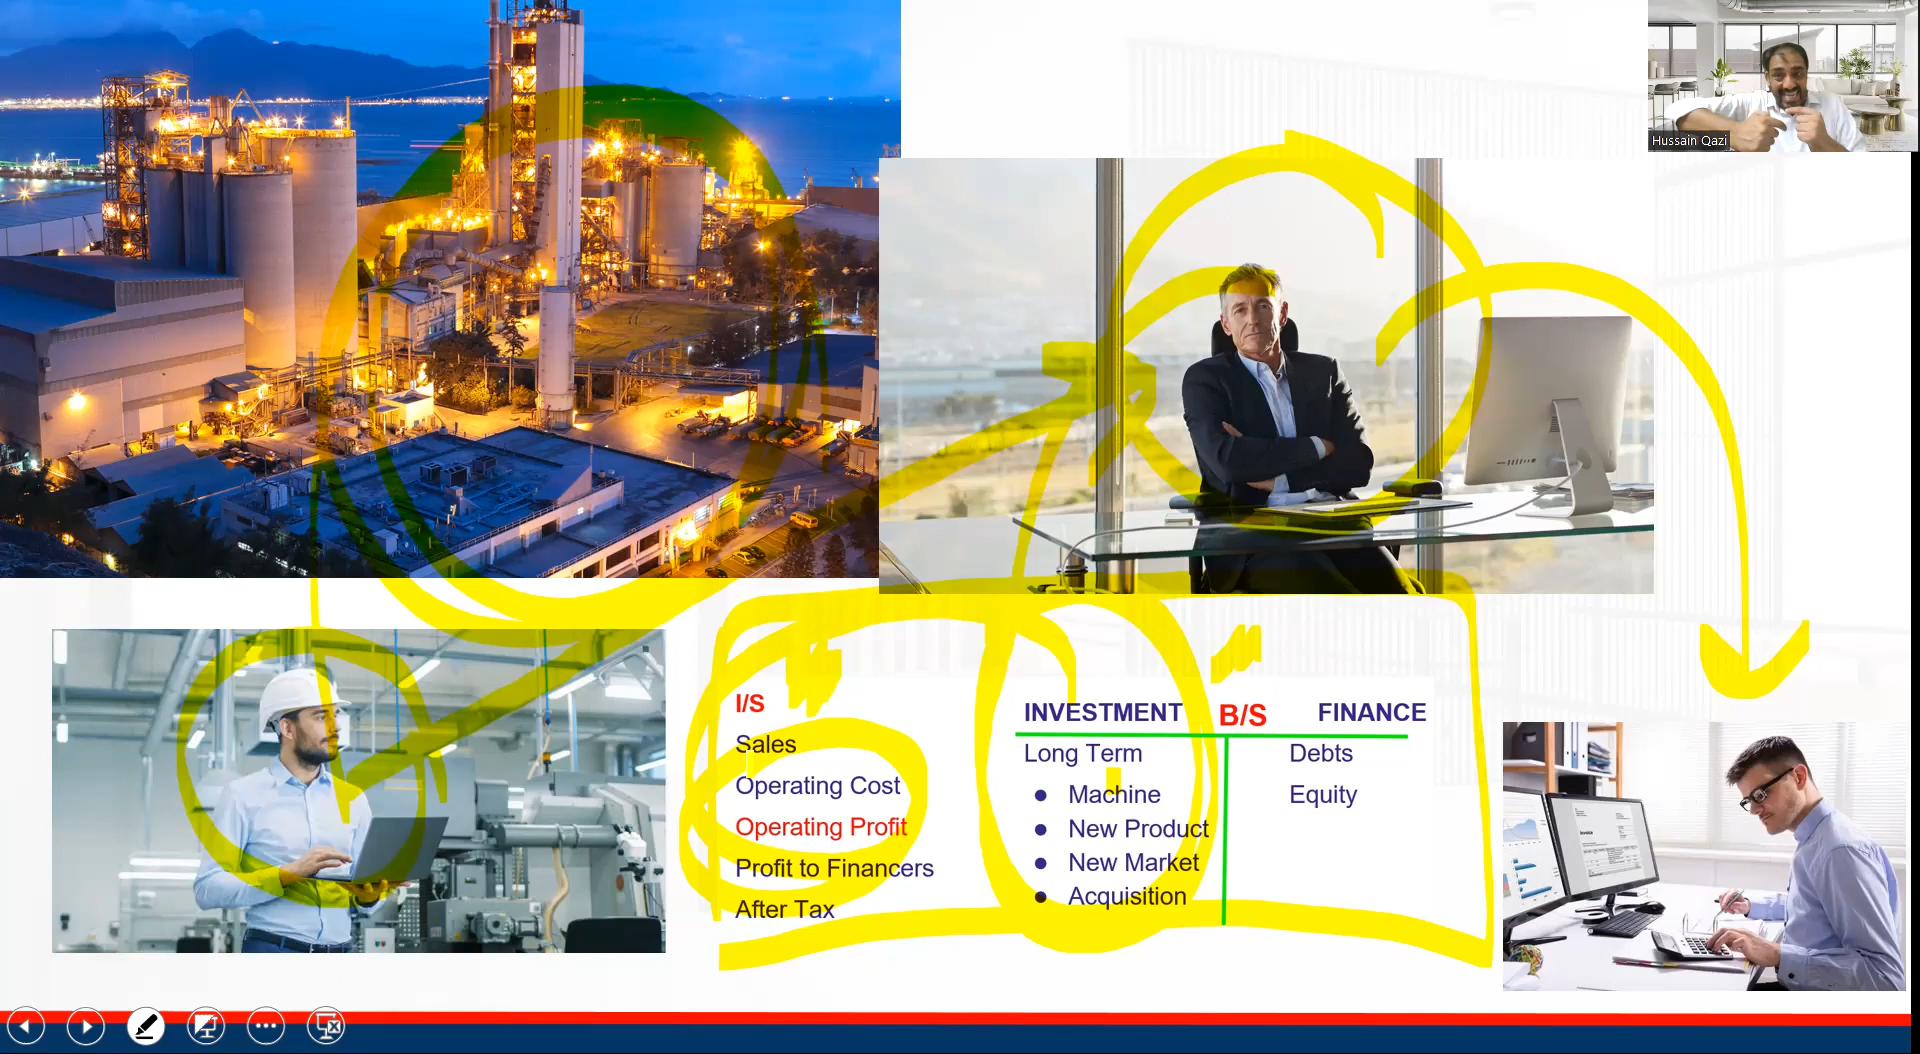 Hussain Qazi
I/S
Sales
Operating Cost
Operating Profit
Profit to Financers
After Tax
INVESTMENT B/S FINANCE
Long Term
● Machine
● New Product
● New Market
● Acquisition
Debts
Equity